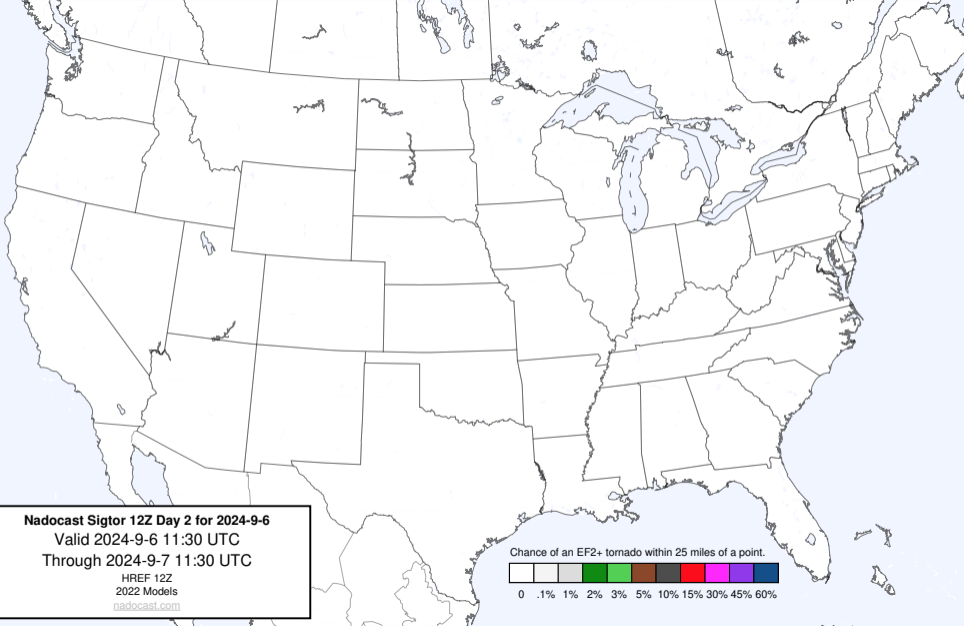 Nadocast Sigtor 12Z Day 2 for 2024-9-6
Valid 2024-9-6 11:30 UTC
Through 2024-9-7 11:30 UTC
HREF 12Z
2022 Models
nadocast.com
Chance of an EF2+ tornado within 25 miles of a point.
0 .1% 1% 2% 3% 5% 10% 15% 30% 45% 60%